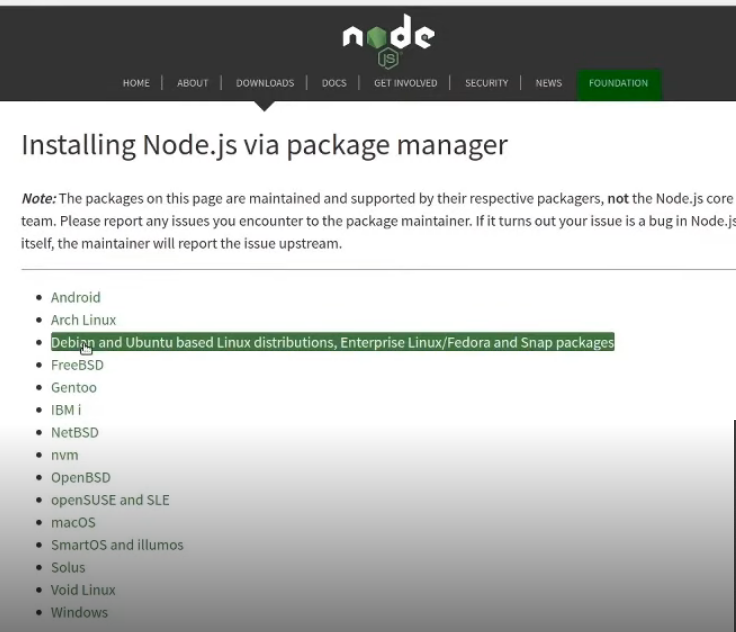 node
JS
HOME ABOUT DOWNLOADS DOCS GET INVOLVED SECURITY NEWS FOUNDATION
Installing Node.js via package manager
Note: The packages on this page are maintained and supported by their respective packagers, not the Node.js core
team. Please report any issues you encounter to the package maintainer. If it turns out your issue is a bug in Node.js
itself, the maintainer will report the issue upstream.
Android
Arch Linux
Debian and Ubuntu based Linux distributions, Enterprise Linux/Fedora and Snap packages
FreeBSD
Gentoo
IBM i
NetBSD
nvm
OpenBSD
openSUSE and SLE
macOS
SmartOS and illumos
Solus
Void Linux
Windows